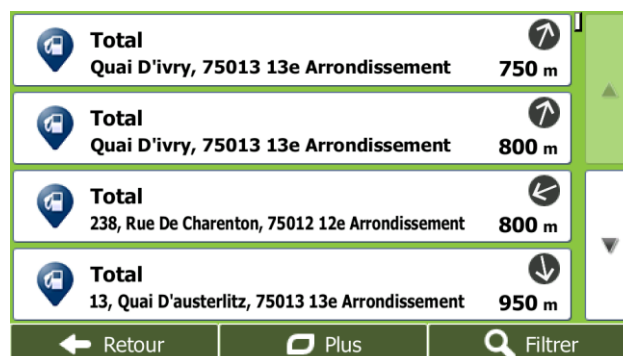 Total
Quai D'ivry, 75013 13e Arrondissement 750 m
Total
Quai D'ivry, 75013 13e Arrondissement 800 m
Total
238, Rue De Charenton, 75012 12e Arrondissement 800 m
Total
13, Quai D'austerlitz, 75013 13e Arrondissement 950 m
Retour Plus Filtrer